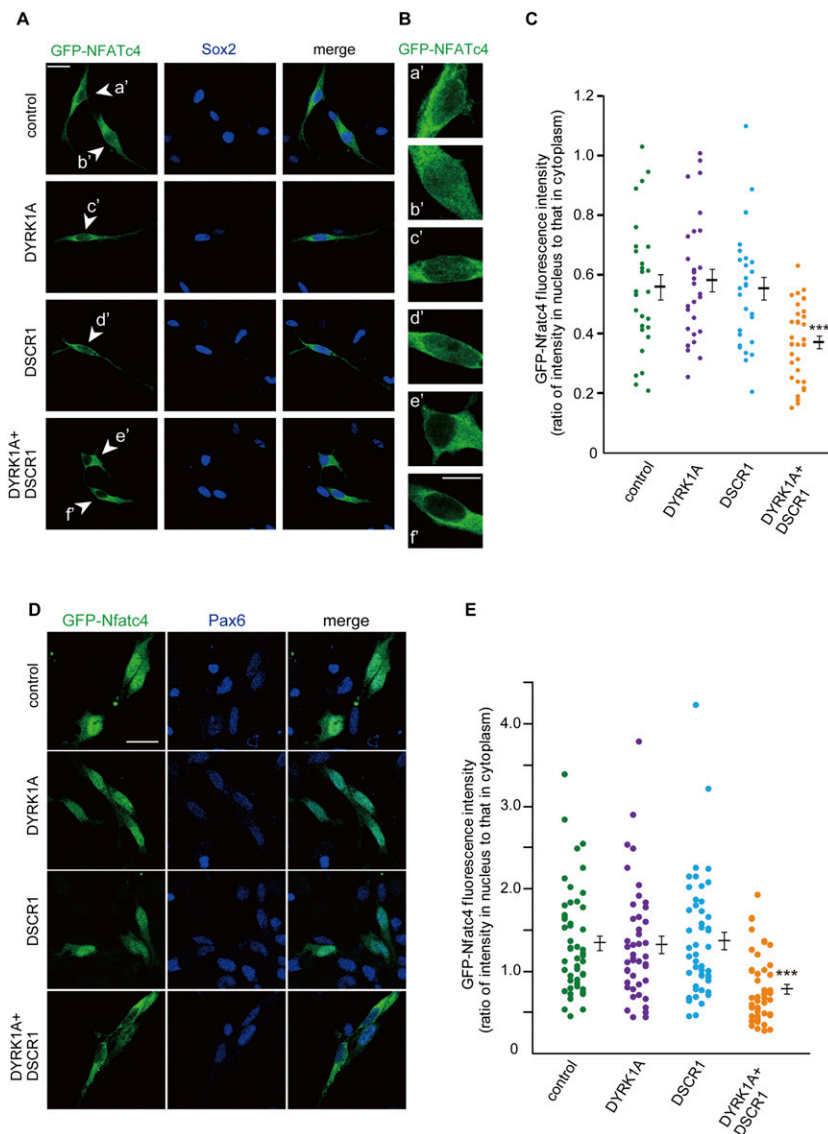 A
GFP-NFATc4 Sox2 merge
control
a'
b'
DYRK1A
c'
DSCR1
d'
DYRK1A+
DSCR1
e'
f'
B
GFP-NFATc4
a'
b'
c'
d'
e'
f'
C
GFP-Nfatc4 fluorescence intensity
(ratio of intensity in nucleus to that in cytoplasm)
1.2
1.0
0.8
0.6
0.4
0.2
0
***
control
DYRK1A
DSCR1
DYRK1A+
DSCR1
D
GFP-Nfatc4 Pax6 merge
control
DYRK1A
DSCR1
DYRK1A+
DSCR1
E
GFP-Nfatc4 fluorescence intensity
(ratio of intensity in nucleus to that in cytoplasm)
4.0
3.0
2.0
1.0
0
***
control
DYRK1A
DSCR1
DYRK1A+
DSCR1